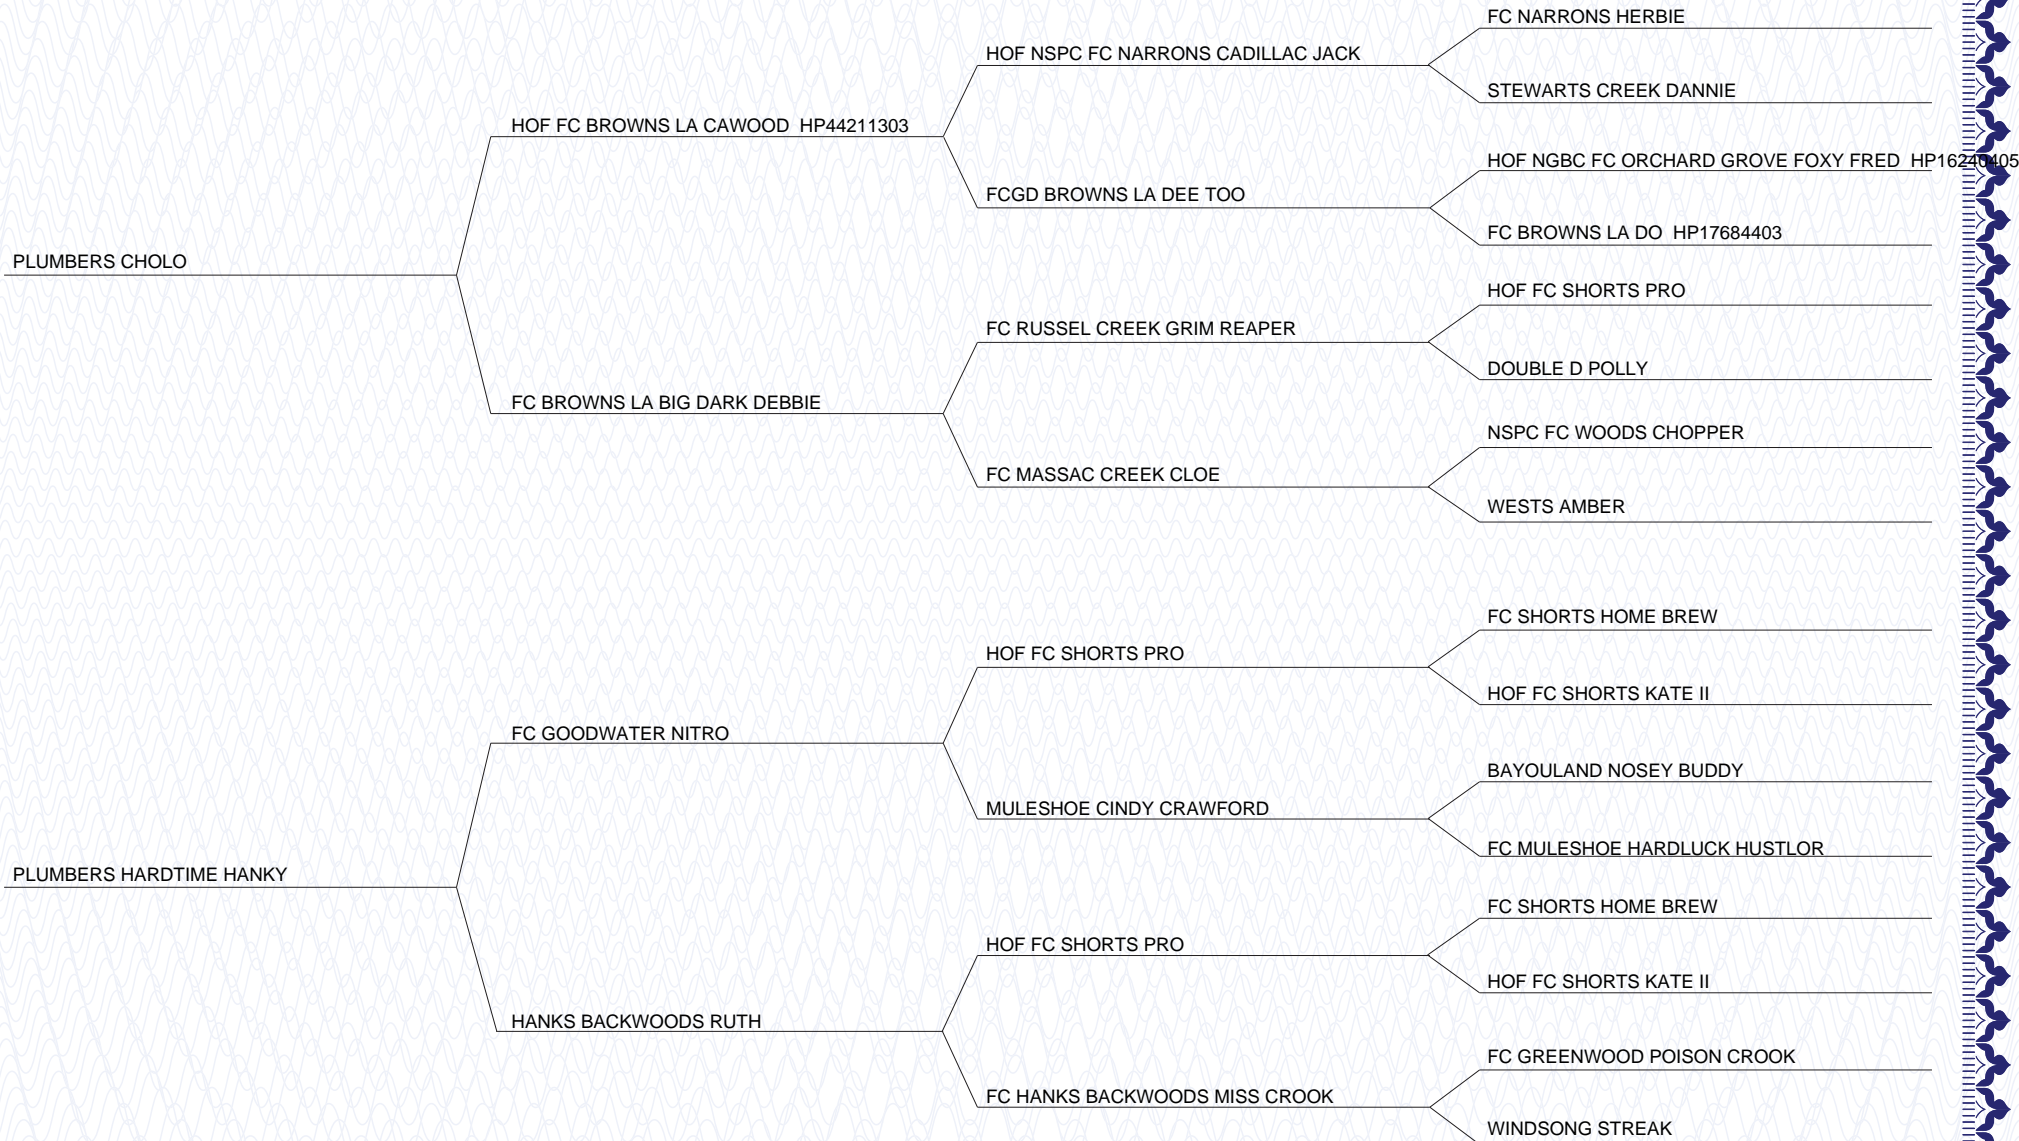 FC NARRONS HERBIE
HOF NSPC FC NARRONS CADILLAC JACK
STEWARTS CREEK DANNIE
HOF FC BROWNS LA CAWOOD HP44211303
HOF NGBC FC ORCHARD GROVE FOXY FRED HP16240405
FCGD BROWNS LA DEE TOO
FC BROWNS LA DO HP17684403
PLUMBERS CHOLO
HOF FC SHORTS PRO
FC RUSSEL CREEK GRIM REAPER
DOUBLE D POLLY
FC BROWNS LA BIG DARK DEBBIE
NSPC FC WOODS CHOPPER
FC MASSAC CREEK CLOE
WESTS AMBER
FC SHORTS HOME BREW
HOF FC SHORTS PRO
HOF FC SHORTS KATE II
FC GOODWATER NITRO
BAYOULAND NOSEY BUDDY
MULESHOE CINDY CRAWFORD
FC MULESHOE HARDLUCK HUSTLOR
PLUMBERS HARDTIME HANKY
FC SHORTS HOME BREW
HOF FC SHORTS PRO
HOF FC SHORTS KATE II
HANKS BACKWOODS RUTH
FC GREENWOOD POISON CROOK
FC HANKS BACKWOODS MISS CROOK
WINDSONG STREAK